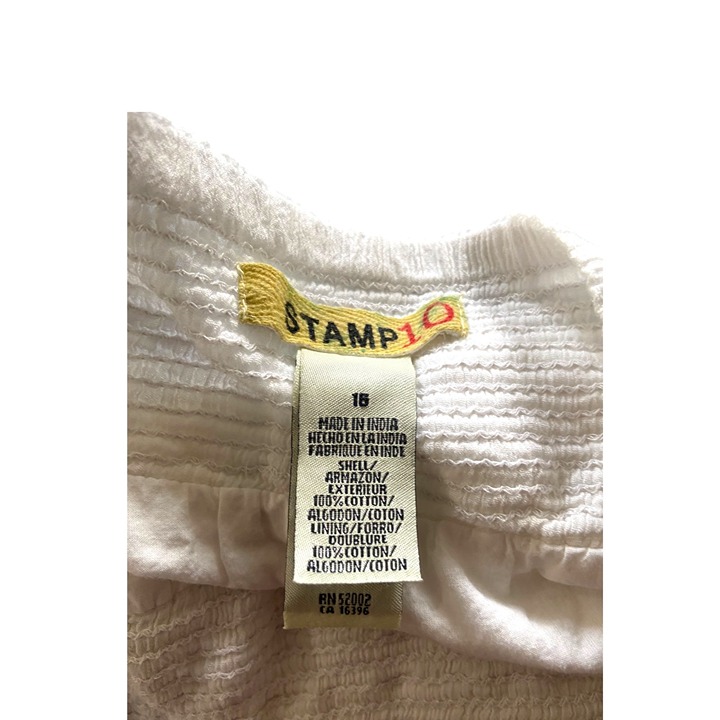 STAMP10
16
MADE IN INDIA
HECHO EN LA INDIA
FABRIQUE EN INDE
SHELL/
ARMAZON/
EXTERIEUR
100% COTTON/
ALGODON/COTON
LINING/FORRO/
DOUBLURE
100% COTTON/
ALGODON/COTON
RN 52002
CA 16396